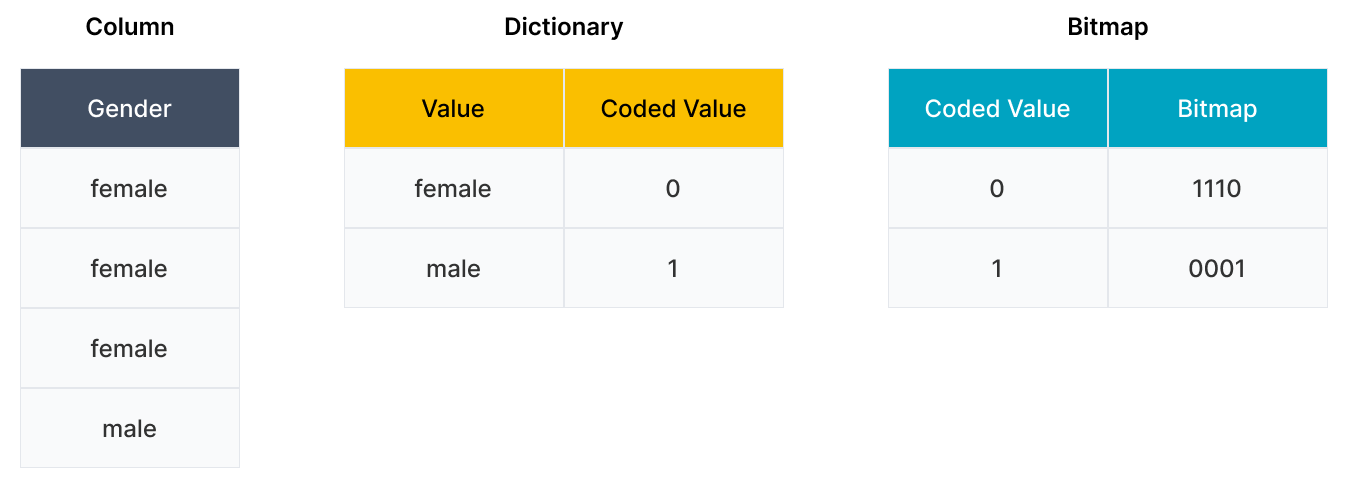 Column
Dictionary
Bitmap
Gender
Value
Coded Value
Coded Value
Bitmap
female
female
0
0
1110
female
male
1
1
0001
female
male